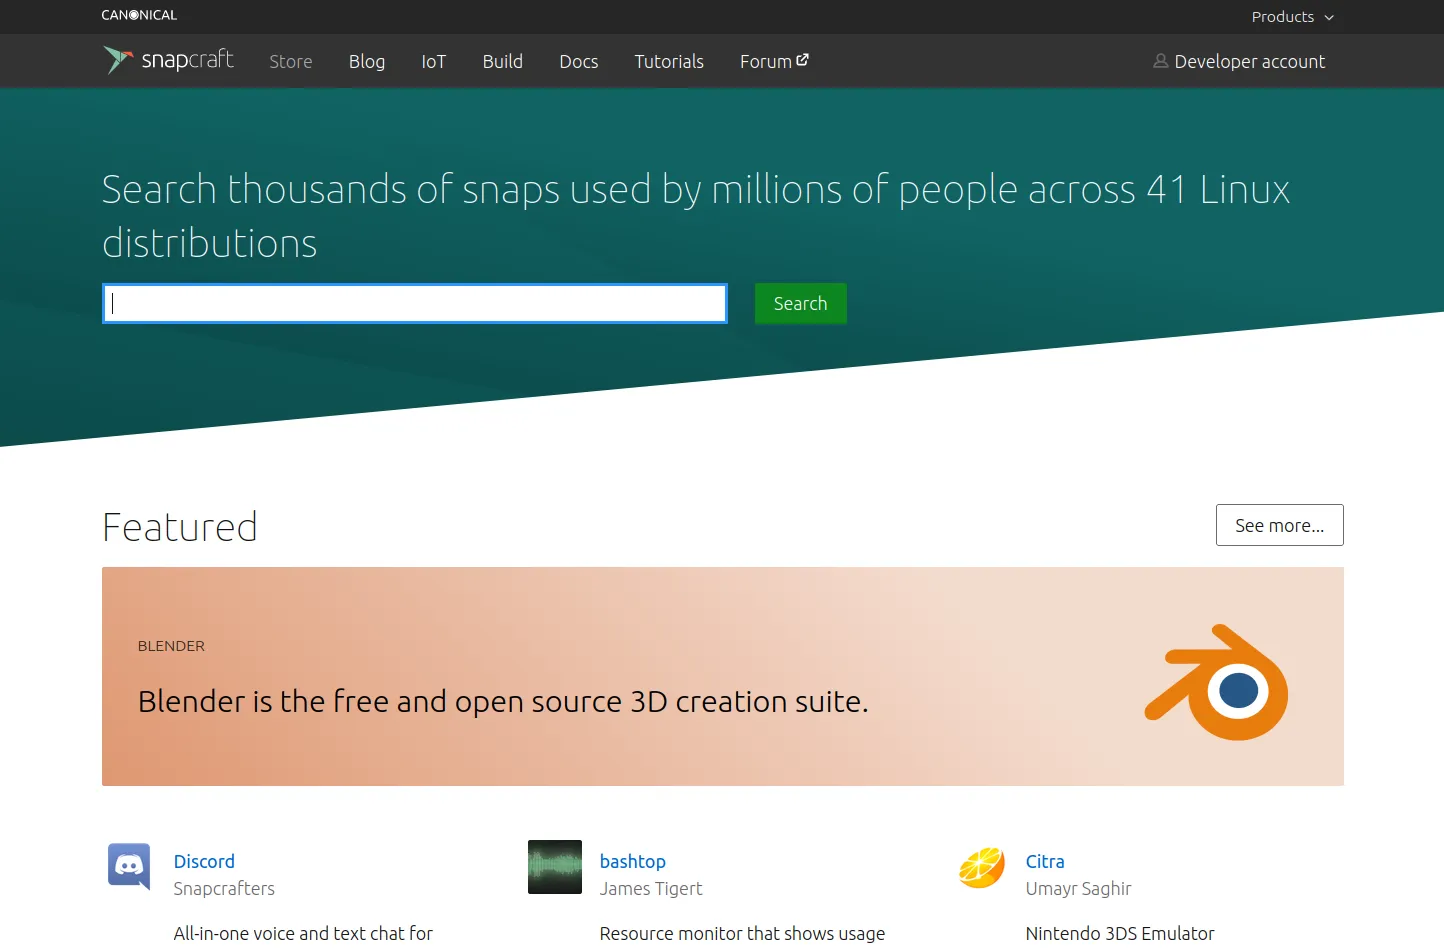 CANONICAL
Products
snapcraft
Store
Blog
IoT
Build
Docs
Tutorials
Forum
Developer account
Search thousands of snaps used by millions of people across 41 Linux
distributions
Search
Featured
See more...
BLENDER
Blender is the free and open source 3D creation suite.
Discord
Snapcrafters
All-in-one voice and text chat for
bashtop
James Tigert
Resource monitor that shows usage
Citra
Umayr Saghir
Nintendo 3DS Emulator